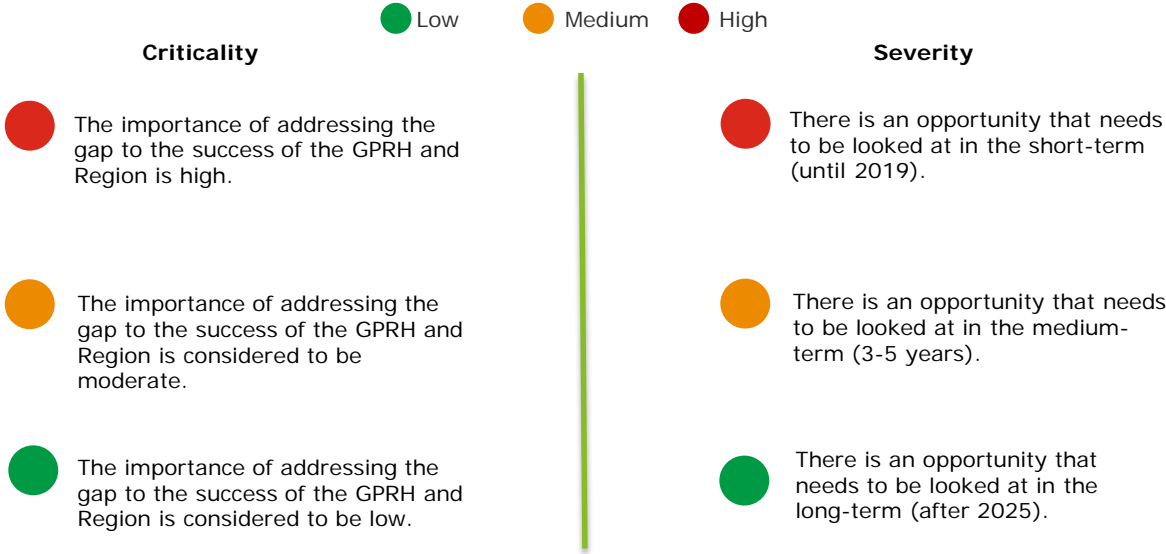 Low
Medium
High
Criticality
The importance of addressing the
gap to the success of the GPRH and
Region is high.
The importance of addressing the
gap to the success of the GPRH and
Region is considered to be
moderate.
The importance of addressing the
gap to the success of the GPRH and
Region is considered to be low.
Severity
There is an opportunity that needs
to be looked at in the short-term
(until 2019).
There is an opportunity that needs
to be looked at in the medium-
term (3-5 years).
There is an opportunity that
needs to be looked at in the
long-term (after 2025).